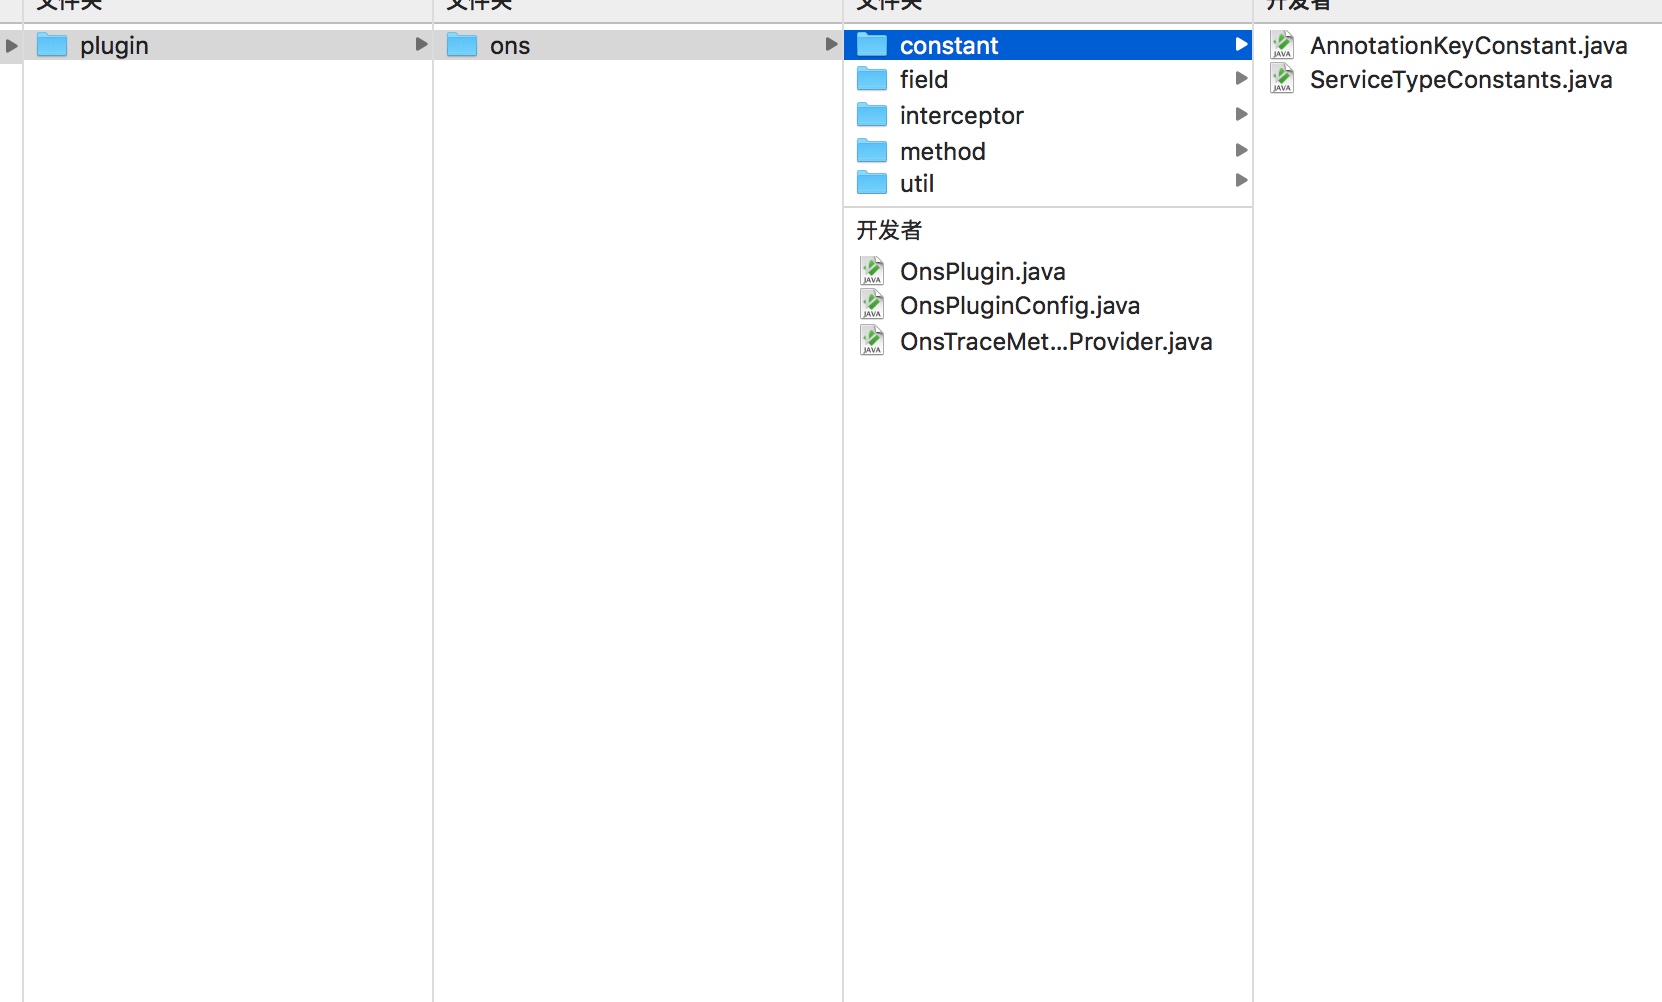 文件夹
plugin
文件夹
ons
文件夹
constant
field
interceptor
method
util
开发者
OnsPlugin.java
OnsPluginConfig.java
OnsTraceMet...Provider.java
开发者
AnnotationKeyConstant.java
ServiceTypeConstants.java